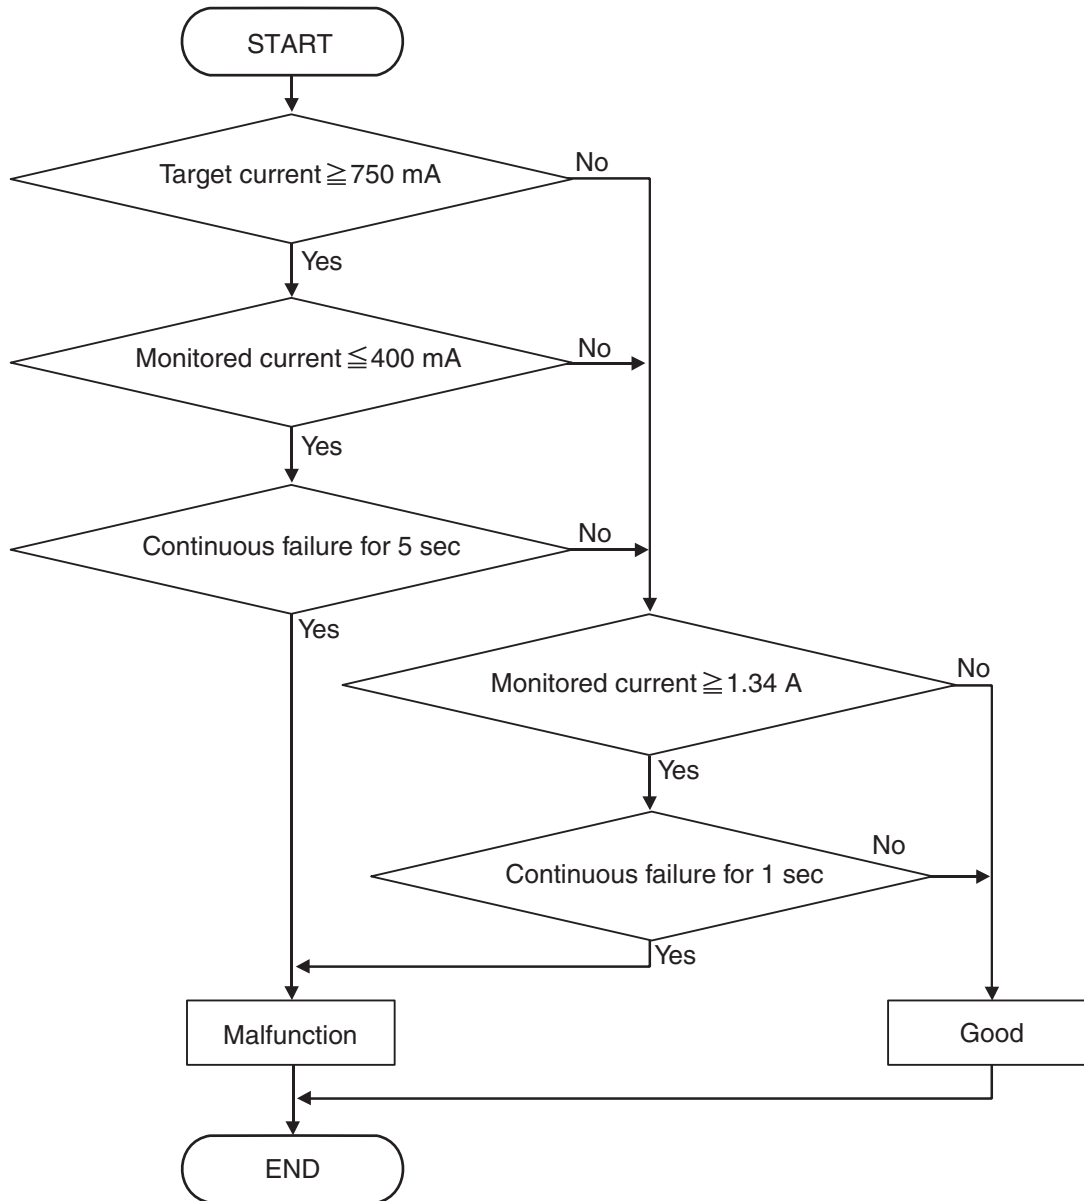 START
Target current ≧ 750 mA
No
Yes
Monitored current ≦ 400 mA
No
Yes
Continuous failure for 5 sec
No
Yes
Monitored current ≧ 1.34 A
No
Yes
Continuous failure for 1 sec
No
Yes
Malfunction
Good
END